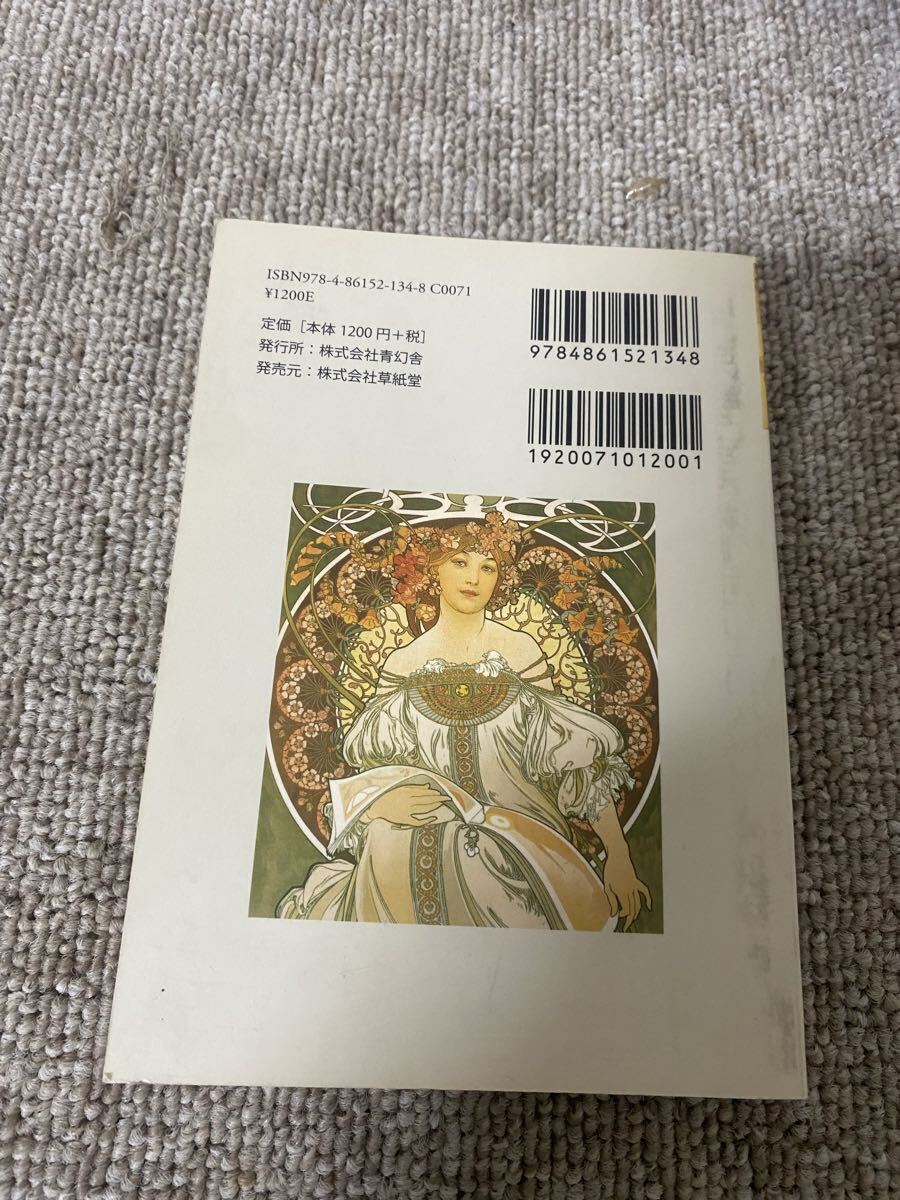 ISBN978-4-86152-134-8 C0071
¥1200E
定価［本体 1200 円＋税］
発行所：株式会社青幻舎
発売元：株式会社草紙堂
9784861521348
1920071012001